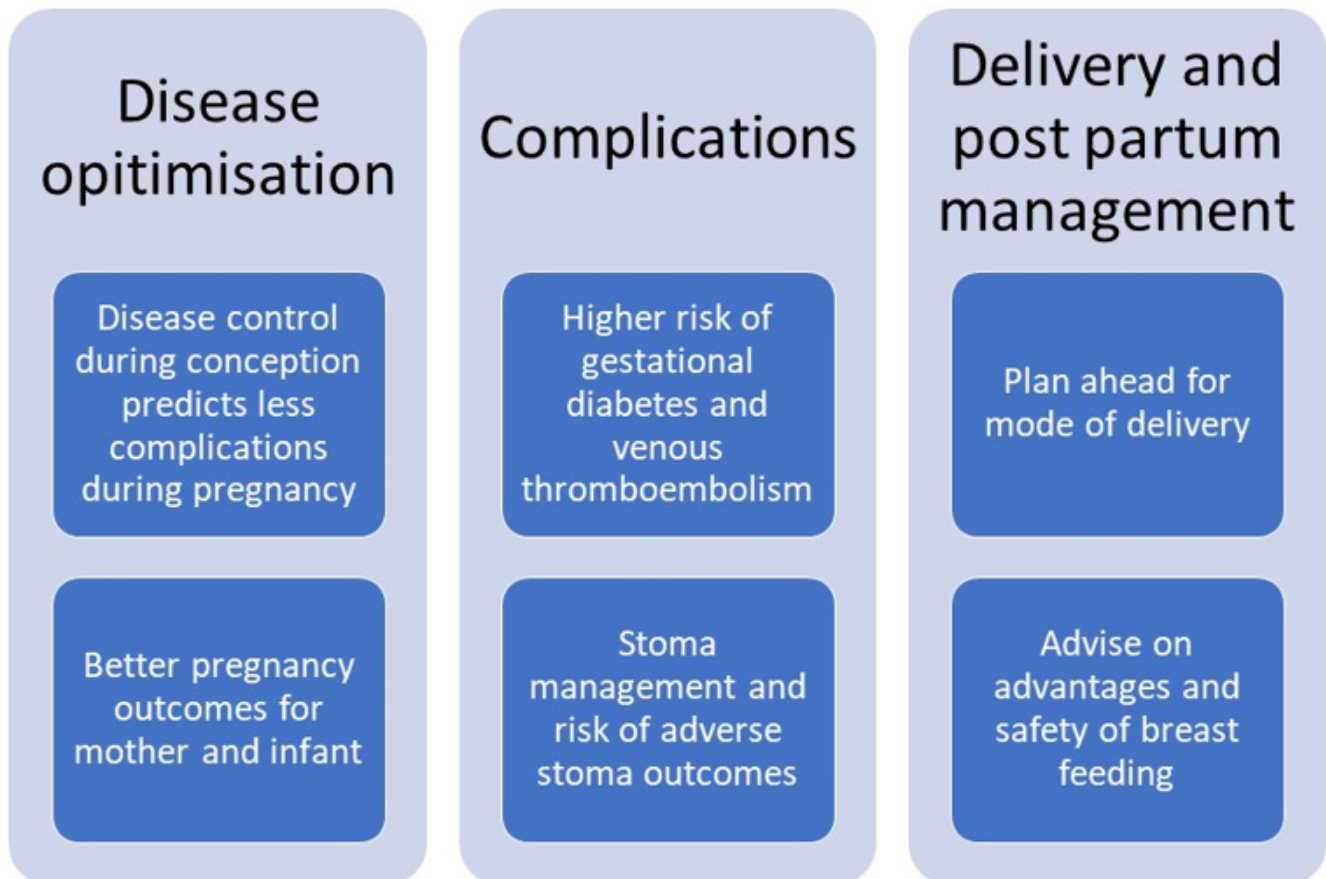 Disease
opitimisation
Disease control
during conception
predicts less
complications
during pregnancy
Better pregnancy
outcomes for
mother and infant
Complications
Higher risk of
gestational
diabetes and
venous
thromboembolism
Stoma
management and
risk of adverse
stoma outcomes
Delivery and
post partum
management
Plan ahead for
mode of delivery
Advise on
advantages and
safety of breast
feeding